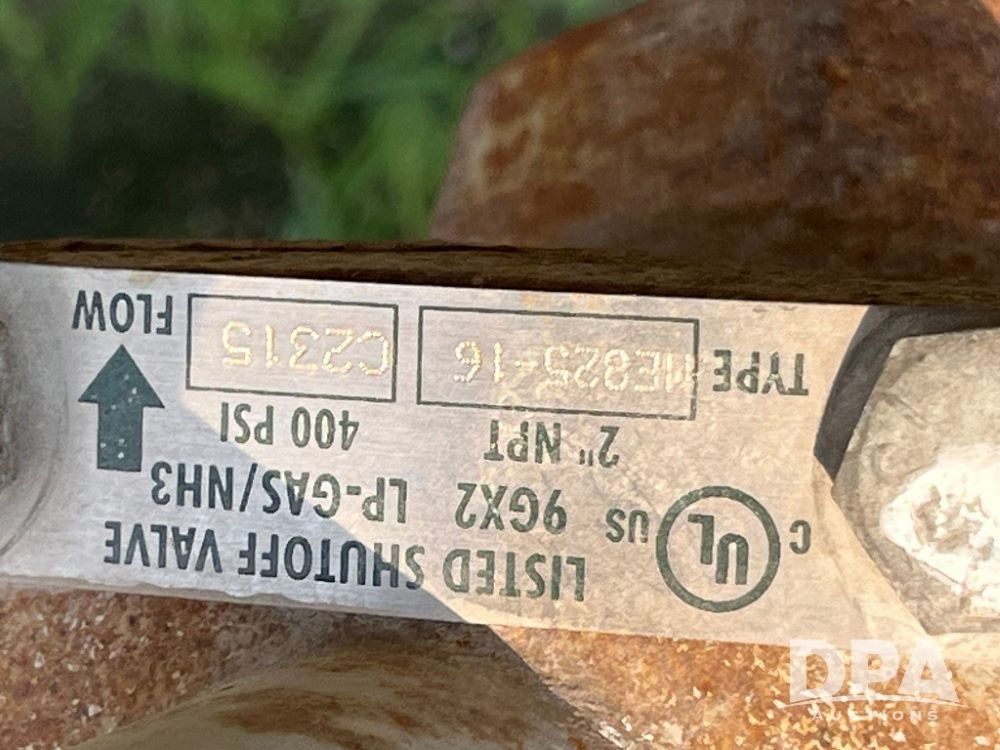 LISTED SHUTOFF VALVE
C UL US 9GX2 LP-GAS/NH3
2" NPT 400 PSI
TYPE ME825-16 C2315 FLOW
DPA
AUCTIONS